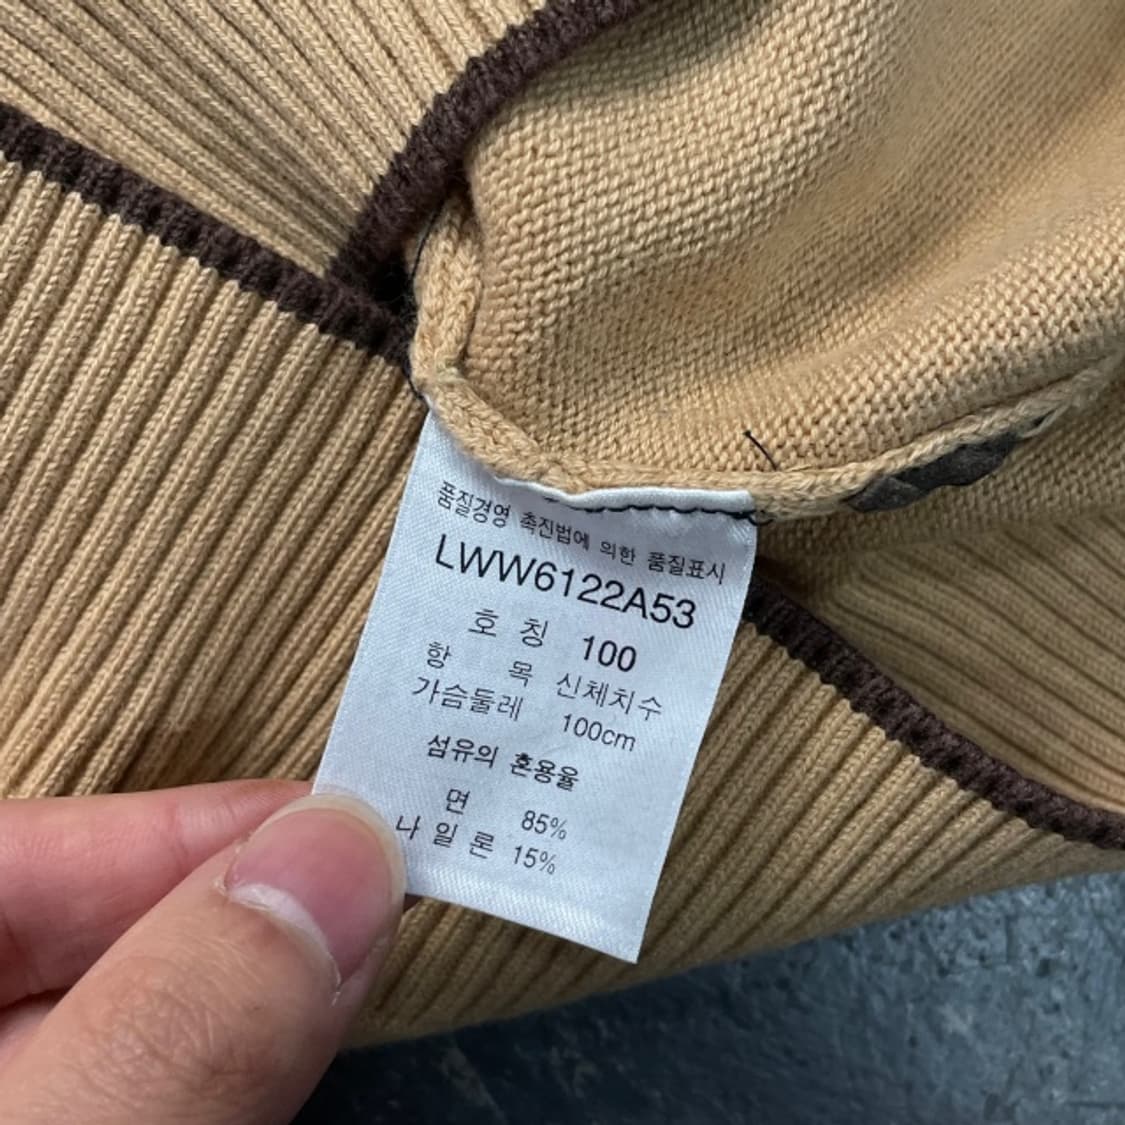 품질경영 촉진법에 의한 품질표시
LWW6122A53
호 칭 100
항 목 신체치수
가슴둘레 100cm
섬유의 혼용율
면 85%
나 일 론 15%